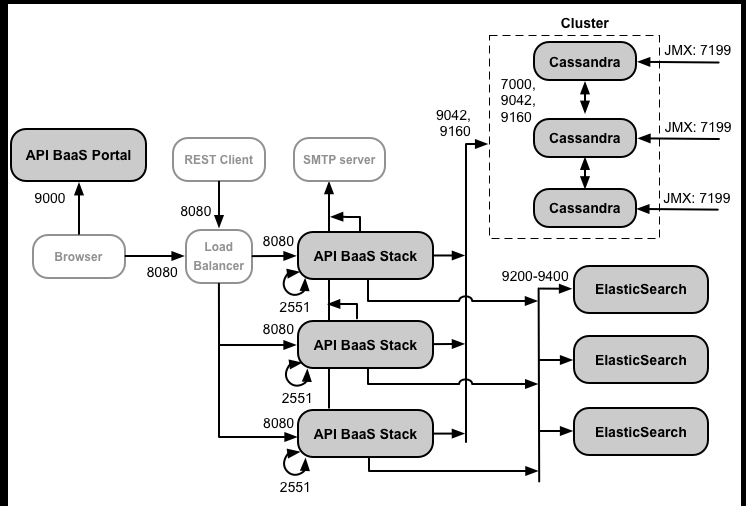 Cluster
Cassandra
JMX: 7199
7000,
9042,
9160
9042,
9160
Cassandra
JMX: 7199
Cassandra
JMX: 7199
API BaaS Portal
REST Client
SMTP server
9000
8080
Browser
8080
Load
Balancer
8080
API BaaS Stack
2551
9200-9400
ElasticSearch
8080
API BaaS Stack
2551
ElasticSearch
8080
API BaaS Stack
2551
ElasticSearch